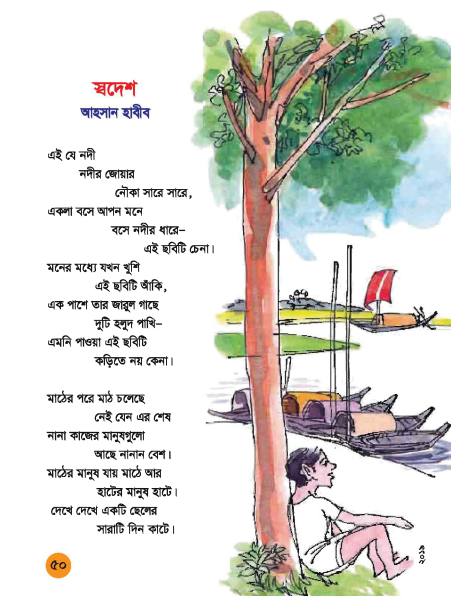 স্বদেশ
আহসান হাবীব
এই যে নদী
নদীর জোয়ার
নৌকা সারে সারে,
একলা বসে আপন মনে
বসে নদীর ধারে–
এই ছবিটি চেনা।
মনের মধ্যে যখন খুশি
এই ছবিটি আঁকি,
এক পাশে তার জারুল গাছে
দুটি হলুদ পাখি–
এমনি পাওয়া এই ছবিটি
কড়িতে নয় কেনা।
মাঠের পরে মাঠ চলেছে
নেই যেন এর শেষ
নানা কাজের মানুষগুলো
আছে নানান বেশ।
মাঠের মানুষ যায় মাঠে আর
হাটের মানুষ হাটে।
দেখে দেখে একটি ছেলের
সারাটি দিন কাটে।
৫০